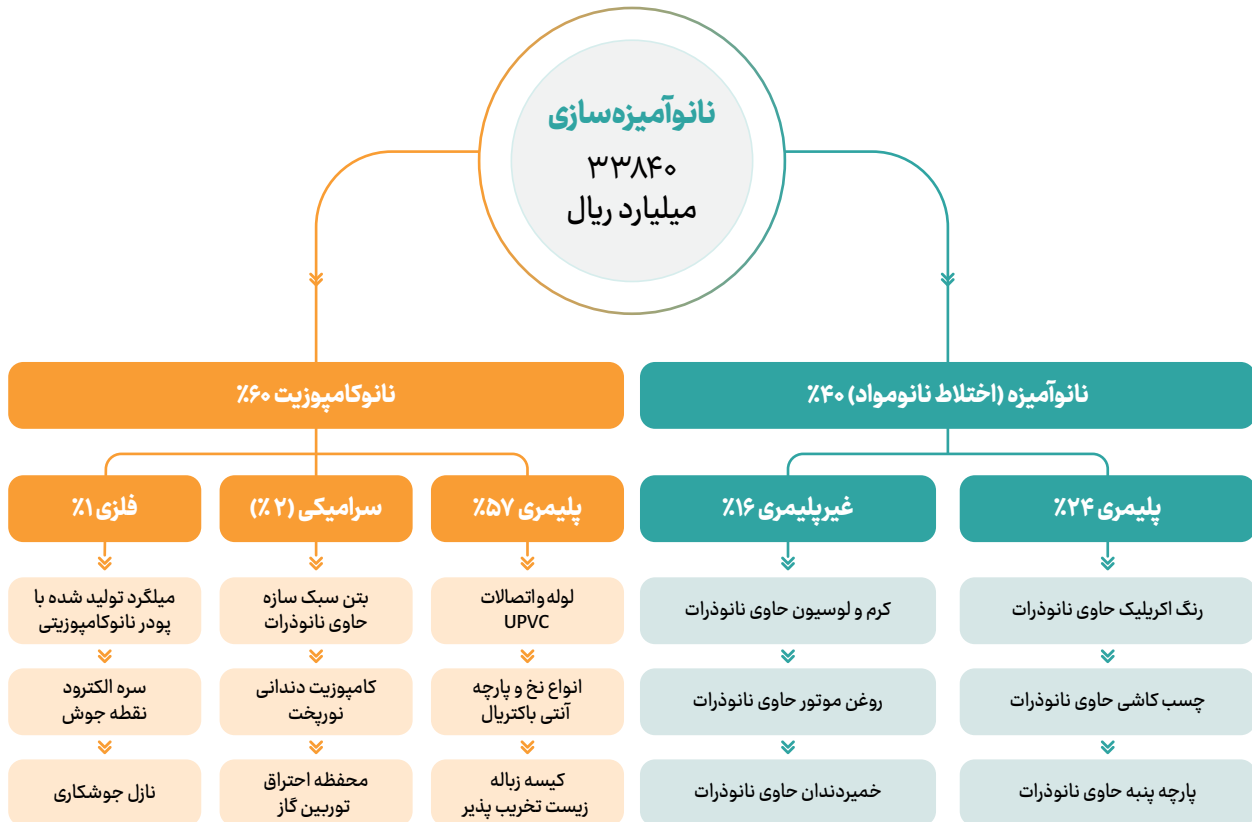 نانوآمیزه‌سازی
۳۳۸۴۰
میلیارد ریال
نانوآمیزه (اختلاط نانومواد) ۴۰٪
نانوکامپوزیت ۶۰٪
پلیمری ۲۴٪
غیرپلیمری ۱۶٪
پلیمری ۵۷٪
سرامیکی (۲ ٪)
فلزی ۱٪
رنگ اکریلیک حاوی نانوذرات
چسب کاشی حاوی نانوذرات
پارچه پنبه حاوی نانوذرات
کرم و لوسیون حاوی نانوذرات
روغن موتور حاوی نانوذرات
خمیردندان حاوی نانوذرات
لوله و اتصالات
UPVC
انواع نخ و پارچه
آنتی باکتریال
کیسه زباله
زیست تخریب پذیر
بتن سبک سازه
حاوی نانوذرات
کامپوزیت دندانی
نورپخت
محفظه احتراق
توربین گاز
میلگرد تولید شده با
پودر نانوکامپوزیتی
سره الکترود
نقطه جوش
نازل جوشکاری